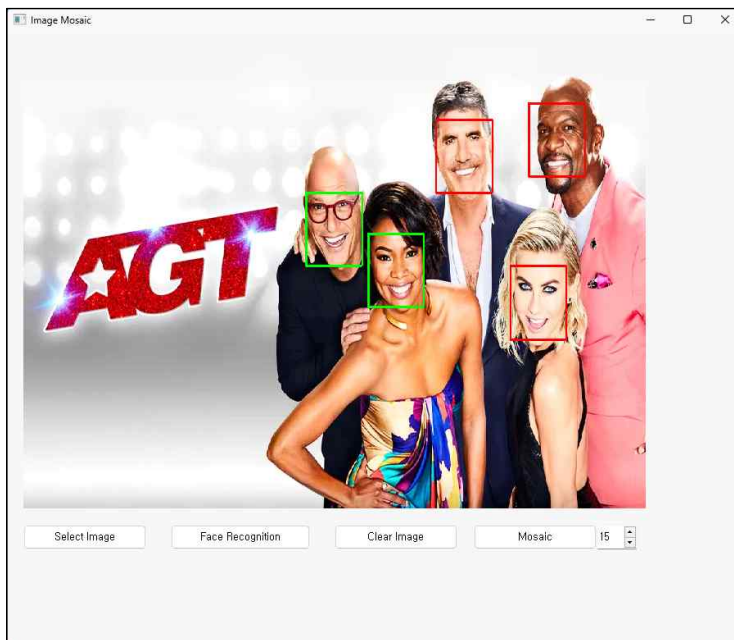 Image Mosaic
AGT
Select Image
Face Recognition
Clear Image
Mosaic
15